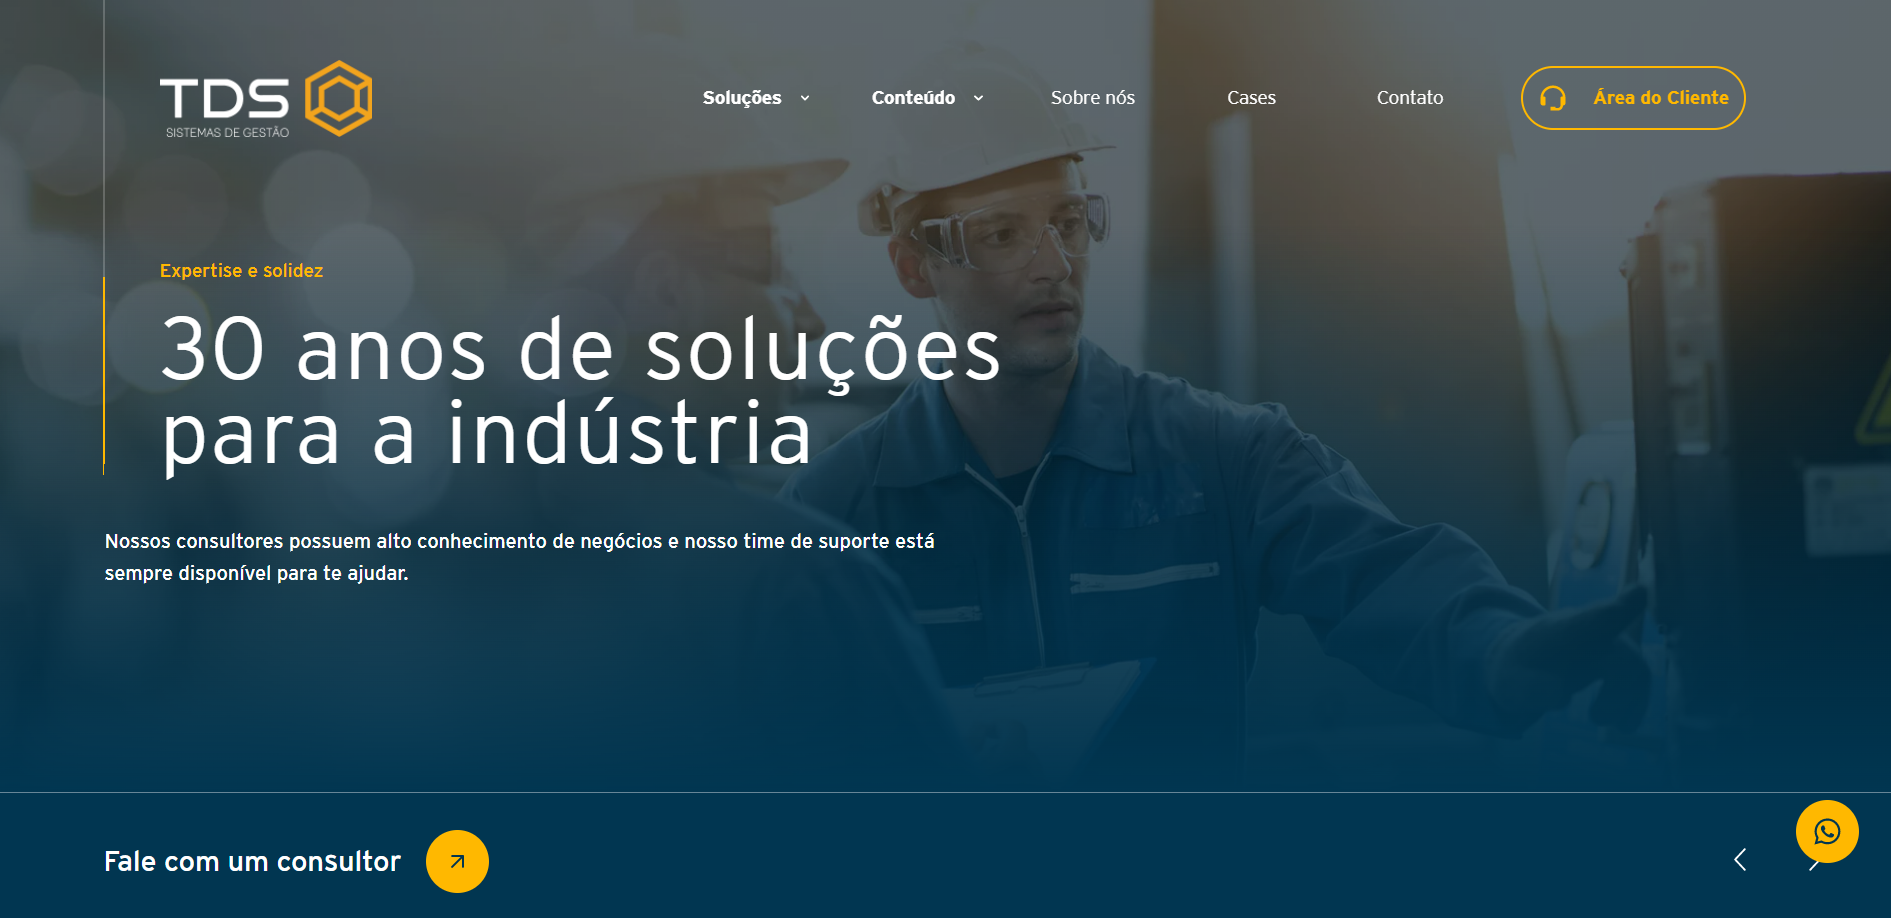 TDS
SISTEMAS DE GESTÃO
Soluções
Conteúdo
Sobre nós
Cases
Contato
Área do Cliente
Expertise e solidez
30 anos de soluções
para a indústria
Nossos consultores possuem alto conhecimento de negócios e nosso time de suporte está
sempre disponível para te ajudar.
Fale com um consultor